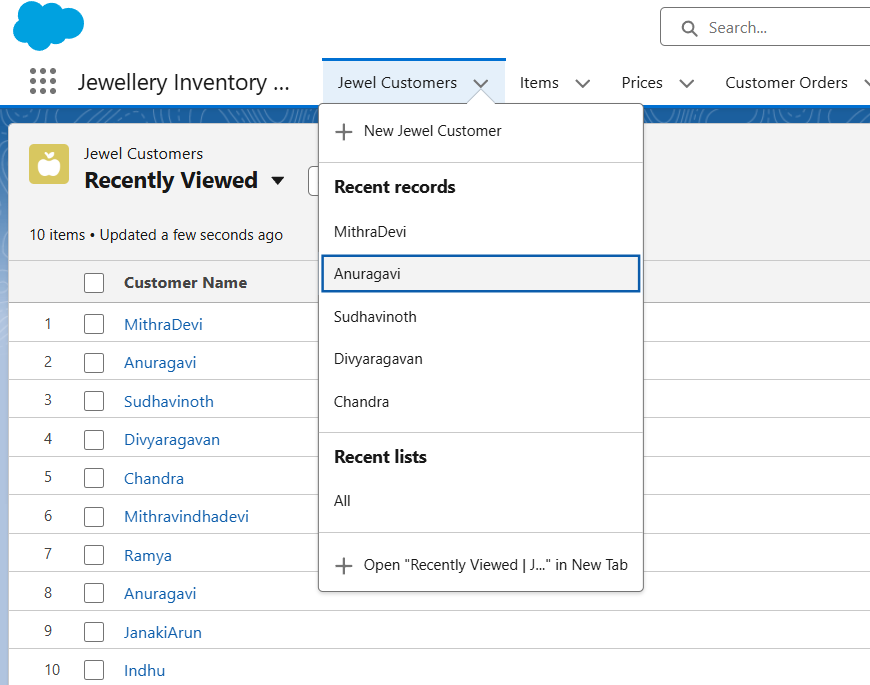 Search...
Jewellery Inventory ...
Jewel Customers
Items
Prices
Customer Orders
Jewel Customers
Recently Viewed
10 items • Updated a few seconds ago
New Jewel Customer
Recent records
MithraDevi
Anuragavi
Sudhavinoth
Divyaragavan
Chandra
Recent lists
All
Open "Recently Viewed | J..." in New Tab
Customer Name
1 MithraDevi
2 Anuragavi
3 Sudhavinoth
4 Divyaragavan
5 Chandra
6 Mithravindhadevi
7 Ramya
8 Anuragavi
9 JanakiArun
10 Indhu